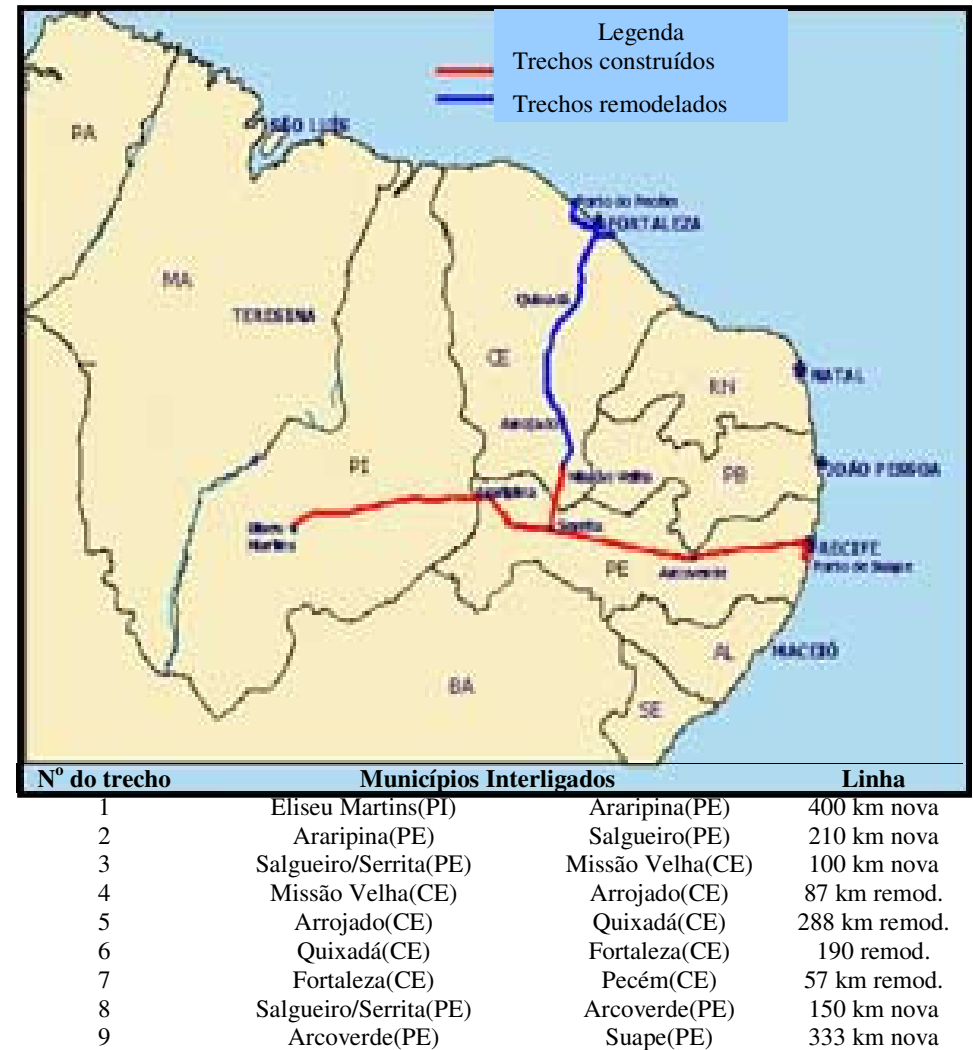 Legenda
Trechos construídos
Trechos remodelados
PA
SÃO LUÍS
Porto do Pecém
FORTALEZA
MA
Quixadá
TERESINA
CE
NATAL
RN
Arrojado
PI
Missão Velha
PB
JOÃO PESSOA
Araripina
Eliseu
Martins
Serrita
RECIFE
PE
Arcoverde
Porto de Suape
AL
MACEIÓ
BA
SE
Nº do trecho Municípios Interligados Linha
1 Eliseu Martins(PI) Araripina(PE) 400 km nova
2 Araripina(PE) Salgueiro(PE) 210 km nova
3 Salgueiro/Serrita(PE) Missão Velha(CE) 100 km nova
4 Missão Velha(CE) Arrojado(CE) 87 km remod.
5 Arrojado(CE) Quixadá(CE) 288 km remod.
6 Quixadá(CE) Fortaleza(CE) 190 remod.
7 Fortaleza(CE) Pecém(CE) 57 km remod.
8 Salgueiro/Serrita(PE) Arcoverde(PE) 150 km nova
9 Arcoverde(PE) Suape(PE) 333 km nova